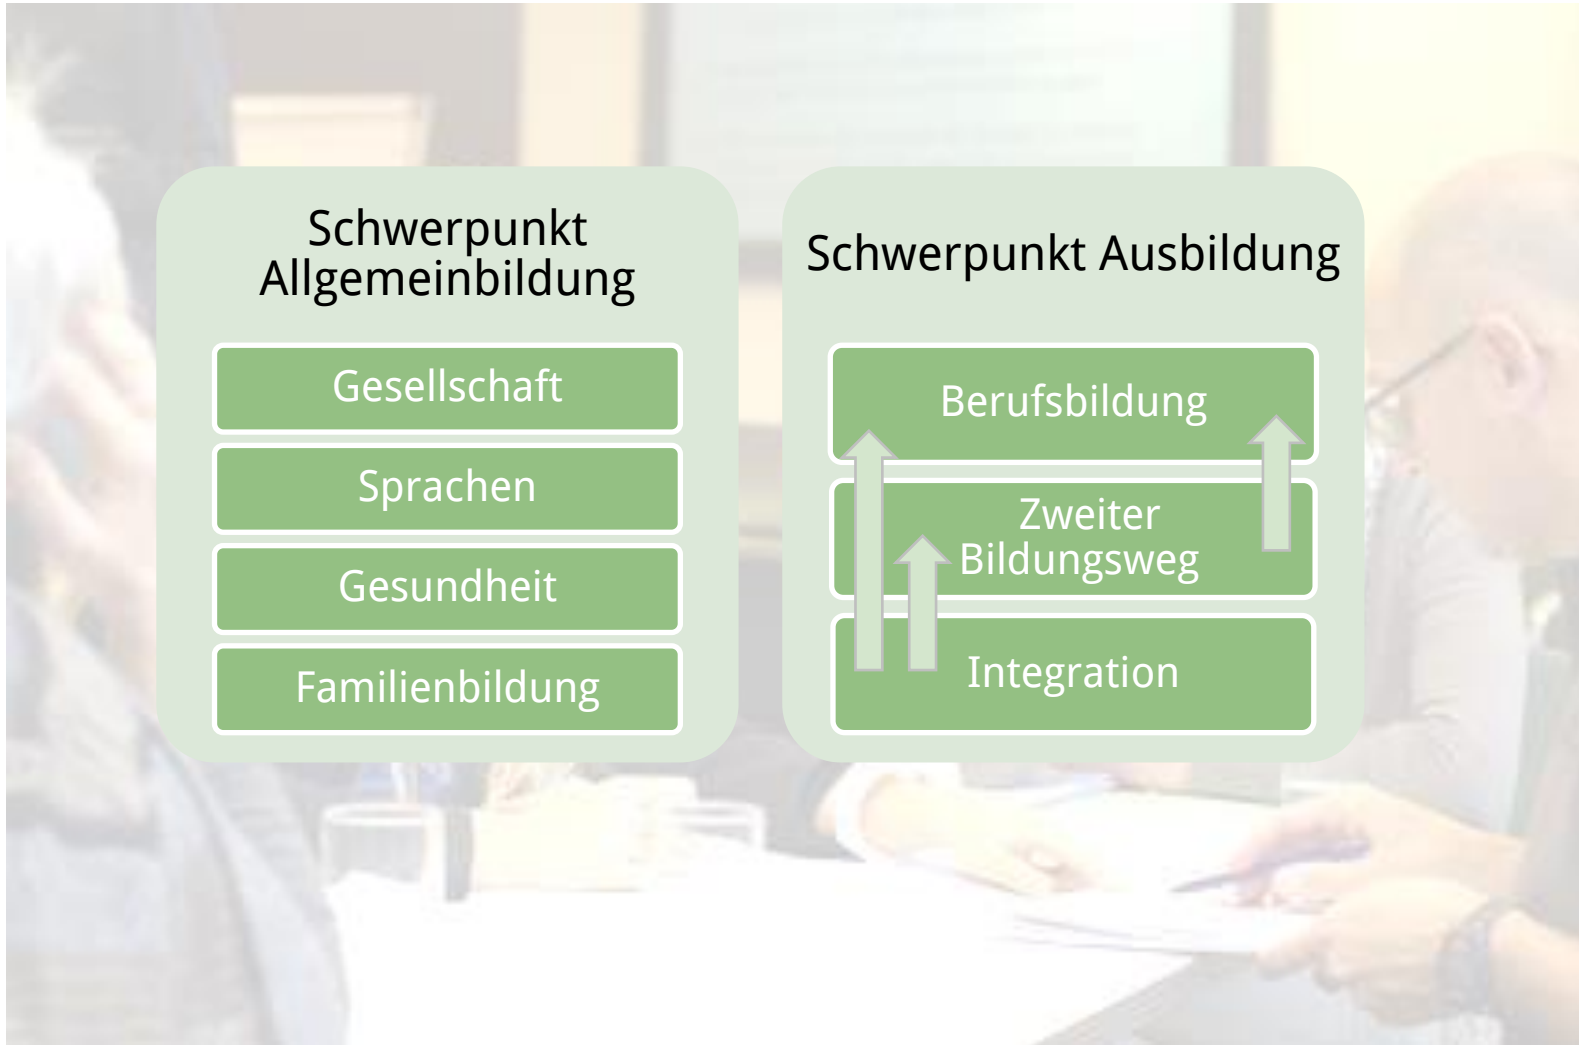 Schwerpunkt
Allgemeinbildung
Gesellschaft
Sprachen
Gesundheit
Familienbildung
Schwerpunkt Ausbildung
Berufsbildung
Zweiter
Bildungsweg
Integration